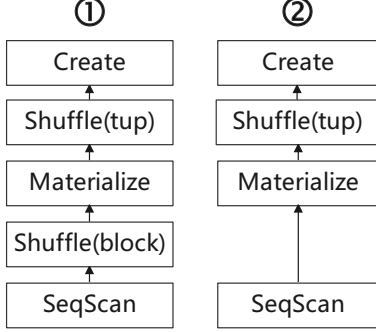 ① ②
Create Create
Shuffle(tup) Shuffle(tup)
Materialize Materialize
Shuffle(block)
SeqScan SeqScan